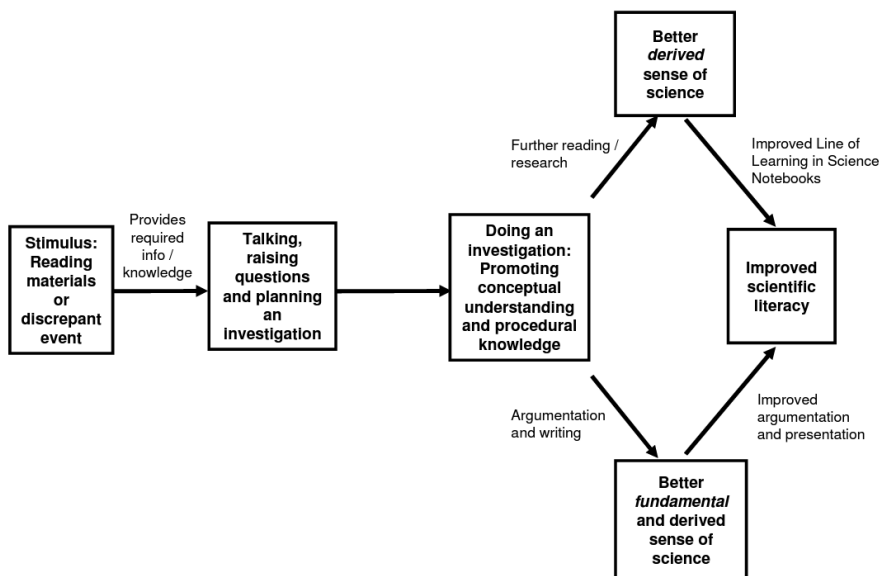 Stimulus:
Reading
materials
or
discrepant
event
Provides
required
info /
knowledge
Talking,
raising
questions
and planning
an
investigation
Doing an
investigation:
Promoting
conceptual
understanding
and procedural
knowledge
Further reading /
research
Better
derived
sense of
science
Improved Line of
Learning in Science
Notebooks
Argumentation
and writing
Better
fundamental
and derived
sense of
science
Improved
argumentation
and presentation
Improved
scientific
literacy